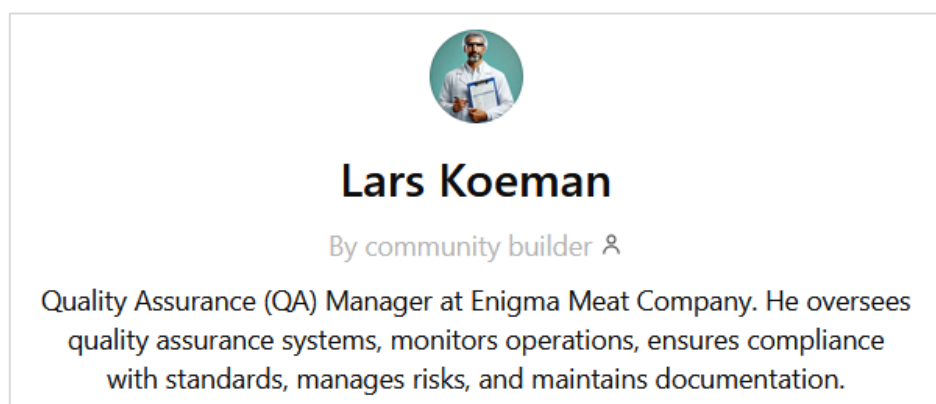 Lars Koeman
By community builder
Quality Assurance (QA) Manager at Enigma Meat Company. He oversees
quality assurance systems, monitors operations, ensures compliance
with standards, manages risks, and maintains documentation.